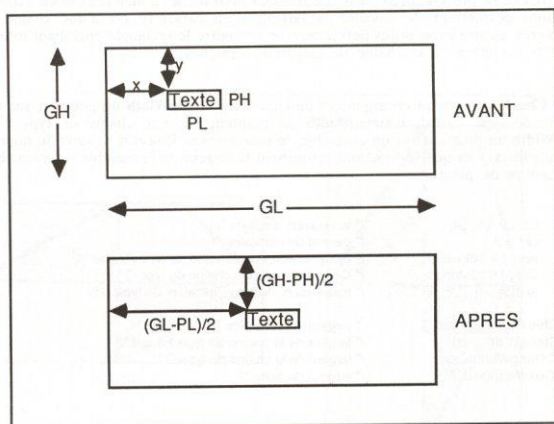 GH
y
x
Texte PH
PL
AVANT
GL
(GH-PH)/2
(GL-PL)/2
Texte
APRES